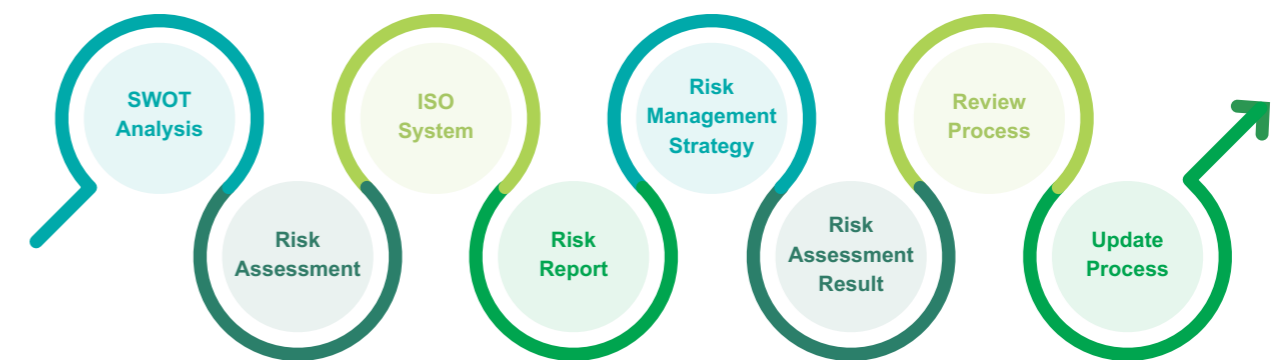 SWOT
Analysis
Risk
Assessment
ISO
System
Risk
Report
Risk
Management
Strategy
Risk
Assessment
Result
Review
Process
Update
Process